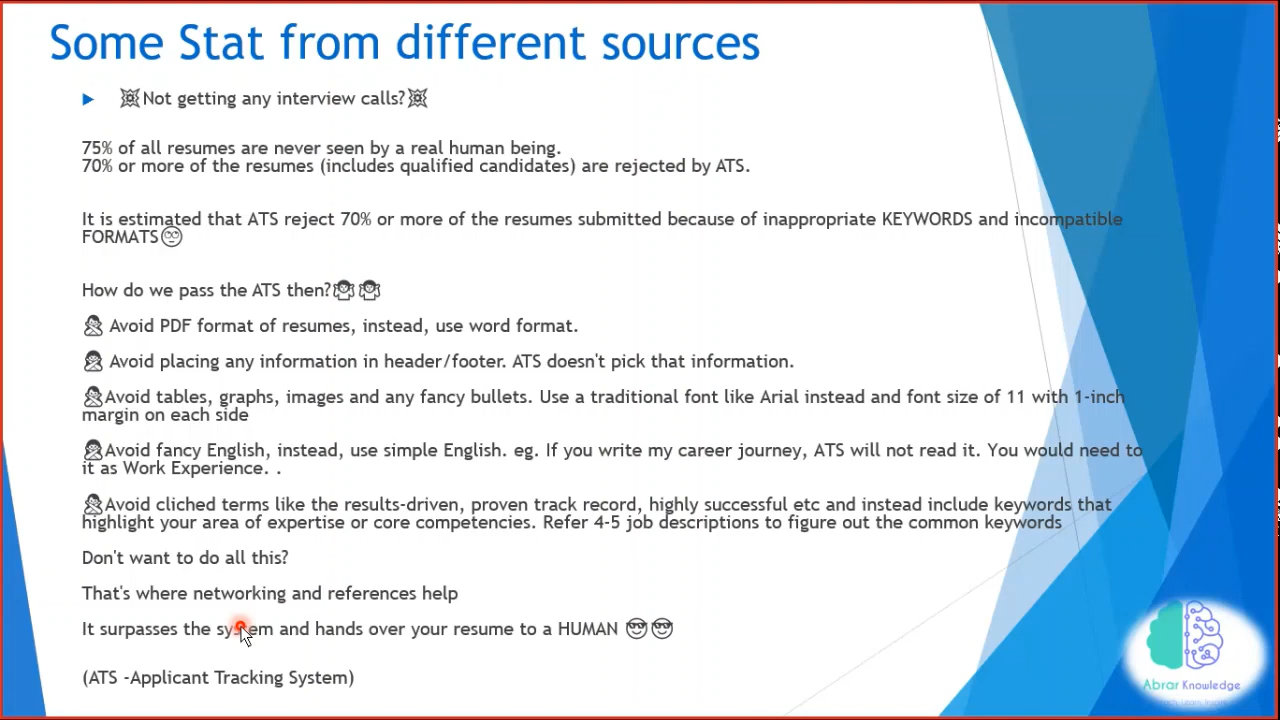 Some Stat from different sources
Not getting any interview calls?
75% of all resumes are never seen by a real human being.
70% or more of the resumes (includes qualified candidates) are rejected by ATS.
It is estimated that ATS reject 70% or more of the resumes submitted because of inappropriate KEYWORDS and incompatible
FORMATS
How do we pass the ATS then?
Avoid PDF format of resumes, instead, use word format.
Avoid placing any information in header/footer. ATS doesn't pick that information.
Avoid tables, graphs, images and any fancy bullets. Use a traditional font like Arial instead and font size of 11 with 1-inch
margin on each side
Avoid fancy English, instead, use simple English. eg. If you write my career journey, ATS will not read it. You would need to
it as Work Experience. .
Avoid cliched terms like the results-driven, proven track record, highly successful etc and instead include keywords that
highlight your area of expertise or core competencies. Refer 4-5 job descriptions to figure out the common keywords
Don't want to do all this?
That's where networking and references help
It surpasses the system and hands over your resume to a HUMAN
(ATS -Applicant Tracking System)
Abrar Knowledge